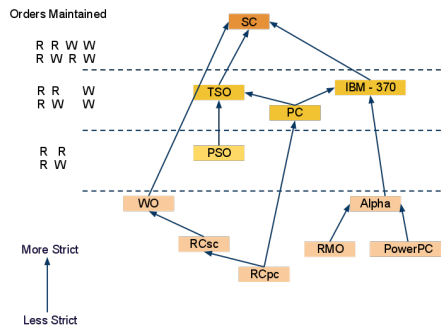 Orders Maintained
SC
R R W W
R W R W
TSO
IBM - 370
R R W
R W W
PC
R R
R W
PSO
WO
Alpha
RCsc
RMO
PowerPC
More Strict
RCpc
Less Strict